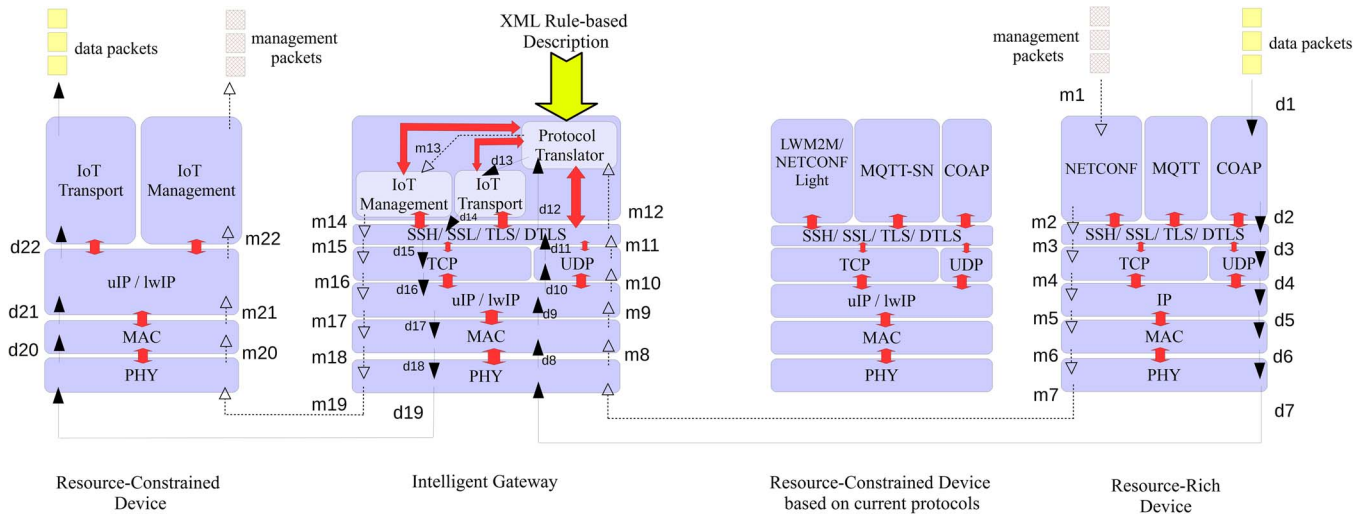 data packets
management
packets
XML Rule-based
Description
management
packets
data packets
m1
d1
IoT
Transport
IoT
Management
d22
m22
uIP / lwIP
d21
m21
MAC
d20
m20
PHY
m19
Protocol
Translator
m13
d13
IoT
Management
IoT
Transport
d14
d12
m14
m12
SSH/ SSL/ TLS/ DTLS
m15
d15
d11
m11
TCP
UDP
m16
d16
d10
m10
uIP / lwIP
d9
m9
m17
d17
MAC
m18
d18
d8
m8
PHY
d19
LWM2M/
NETCONF
Light
MQTT-SN
COAP
SSH/ SSL/ TLS/ DTLS
TCP
UDP
uIP / lwIP
MAC
PHY
NETCONF
MQTT
COAP
m2
d2
SSH/ SSL/ TLS/ DTLS
m3
d3
TCP
UDP
m4
d4
IP
m5
d5
MAC
m6
d6
PHY
m7
d7
Resource-Constrained
Device
Intelligent Gateway
Resource-Constrained Device
based on current protocols
Resource-Rich
Device